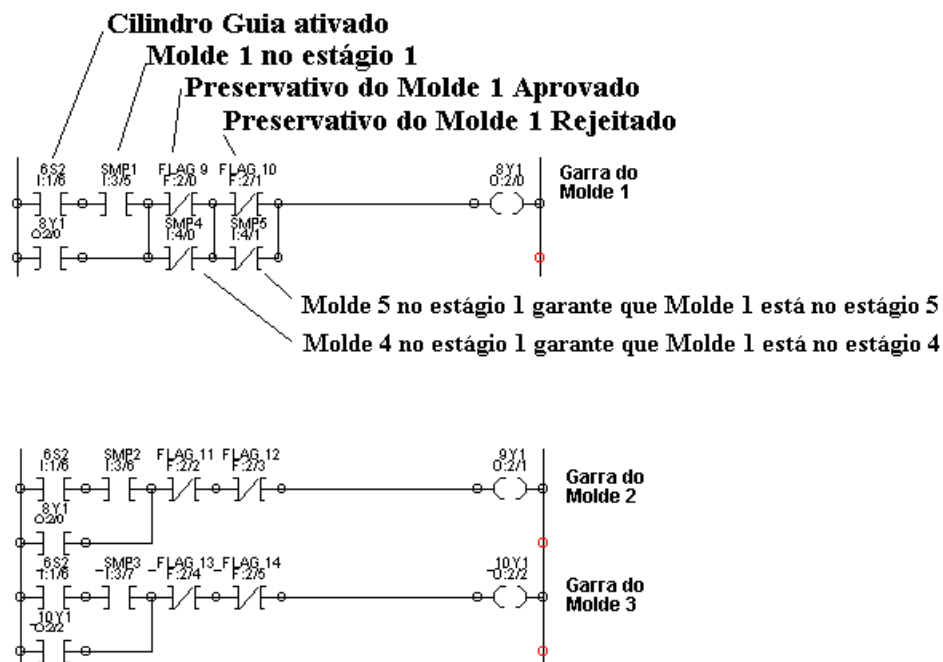 Cilindro Guia ativado
Molde 1 no estágio 1
Preservativo do Molde 1 Aprovado
Preservativo do Molde 1 Rejeitado
6S2 SMP1 FLAG 9 FLAG 10 8Y1
I:1/6 I:3/5 F:2/0 F:2/1 O:2/0
Garra do
Molde 1
8Y1 SMP4 SMP5
O:2/0 I:4/0 I:4/1
Molde 5 no estágio 1 garante que Molde 1 está no estágio 5
Molde 4 no estágio 1 garante que Molde 1 está no estágio 4
6S2 SMP2 FLAG 11 FLAG 12 9Y1
I:1/6 I:3/6 F:2/2 F:2/3 O:2/1
Garra do
Molde 2
8Y1
O:2/0
6S2 SMP3 FLAG 13 FLAG 14 10Y1
I:1/6 I:3/7 F:2/4 F:2/5 O:2/2
Garra do
Molde 3
10Y1
O:2/2